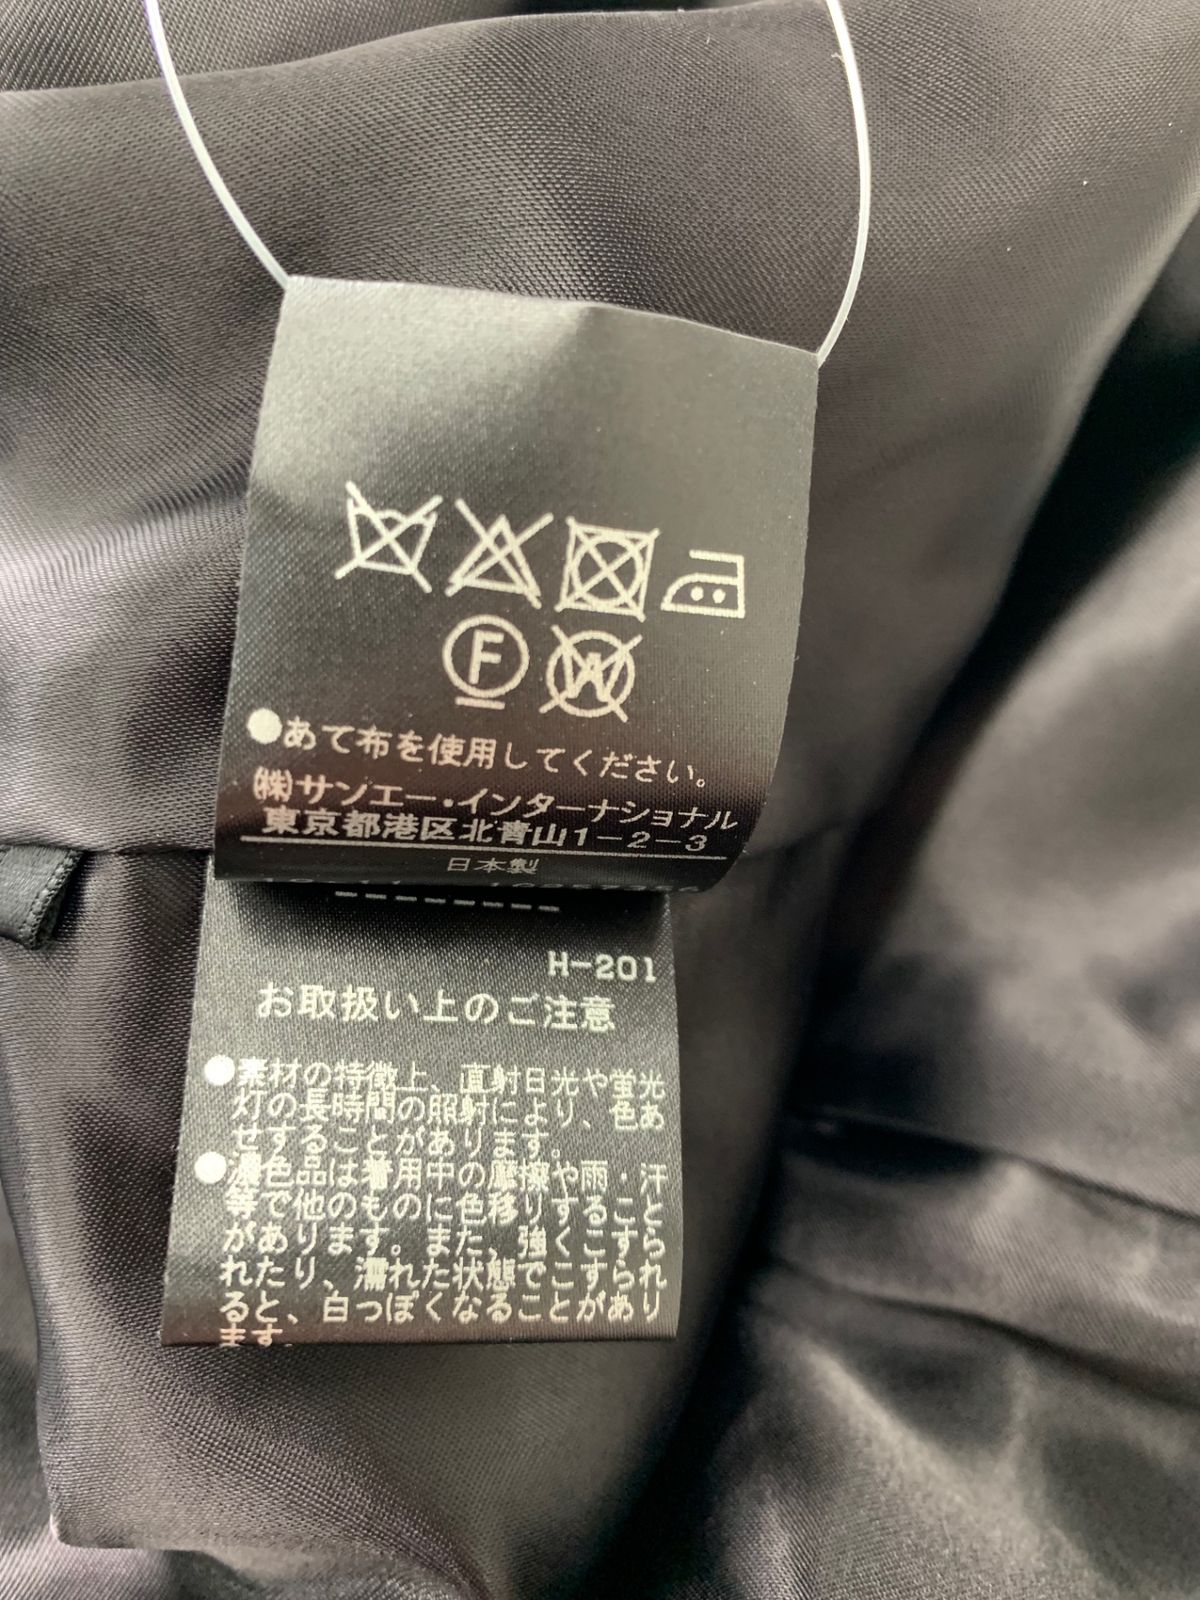 F W
●あて布を使用してください。
㈱サンエー・インターナショナル
東京都港区北青山1-2-3
日本製
H-201
お取扱い上のご注意
●素材の特徴上、直射日光や蛍光
灯の長時間の照射により、色あ
せすることがあります。
●濃色品は着用中の摩擦や雨・汗
等で他のものに色移りすること
があります。また、強くこすら
れたり、濡れた状態でこすられ
ると、白っぽくなることがあり
ます。